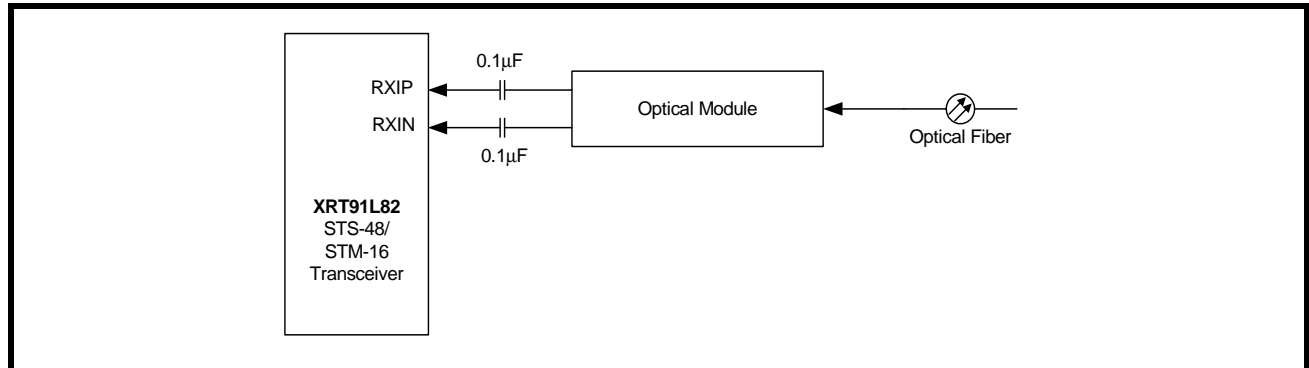 0.1µF
RXIP
Optical Module
RXIN
Optical Fiber
0.1µF
XRT91L82
STS-48/
STM-16
Transceiver